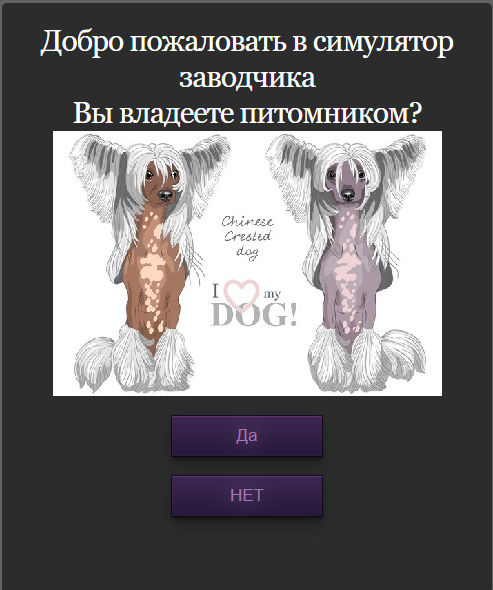 Добро пожаловать в симулятор
заводчика
Вы владеете питомником?
Chinese
Crested
dog
I my
DOG!
Да
НЕТ